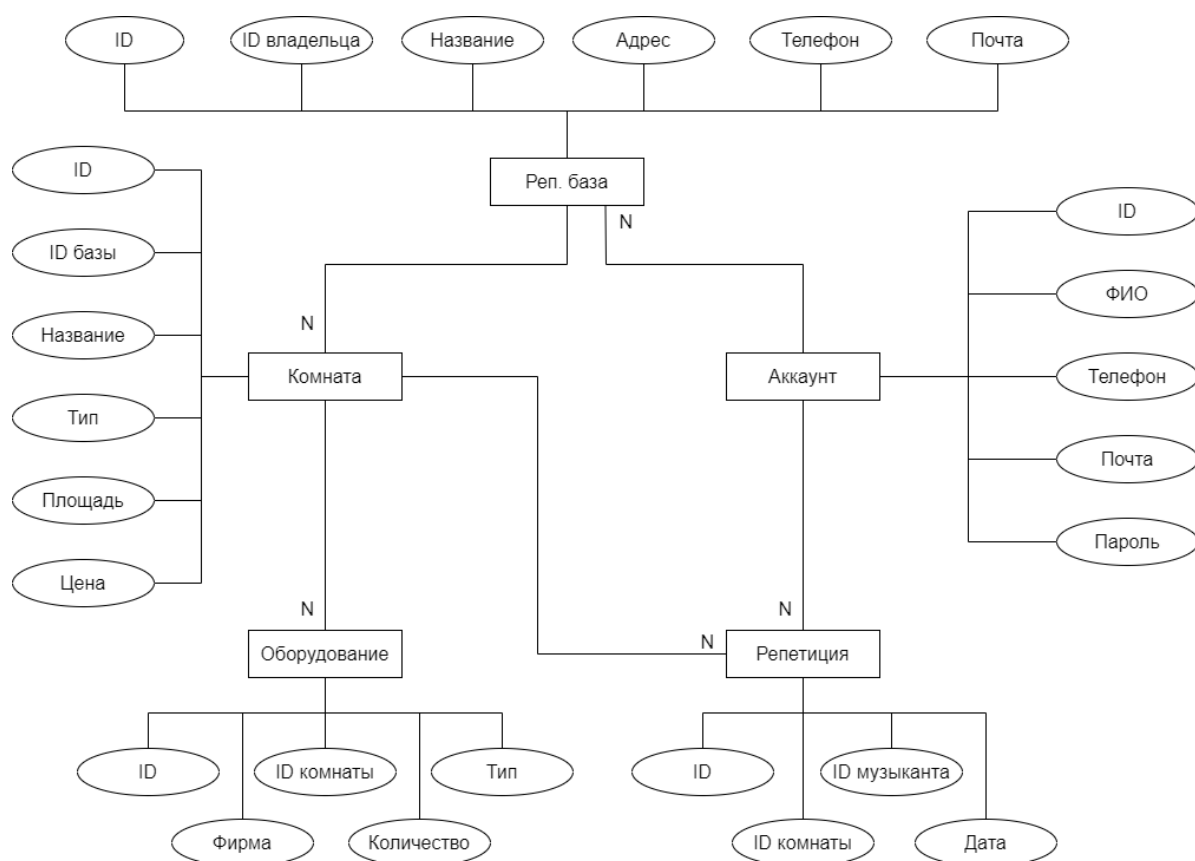 ID
ID владельца
Название
Адрес
Телефон
Почта
Реп. база
N
ID
ID базы
Название
Тип
Площадь
Цена
N
Комната
Аккаунт
ID
ФИО
Телефон
Почта
Пароль
N
N
N
Оборудование
Репетиция
ID
ID комнаты
Тип
Фирма
Количество
ID
ID музыканта
ID комнаты
Дата